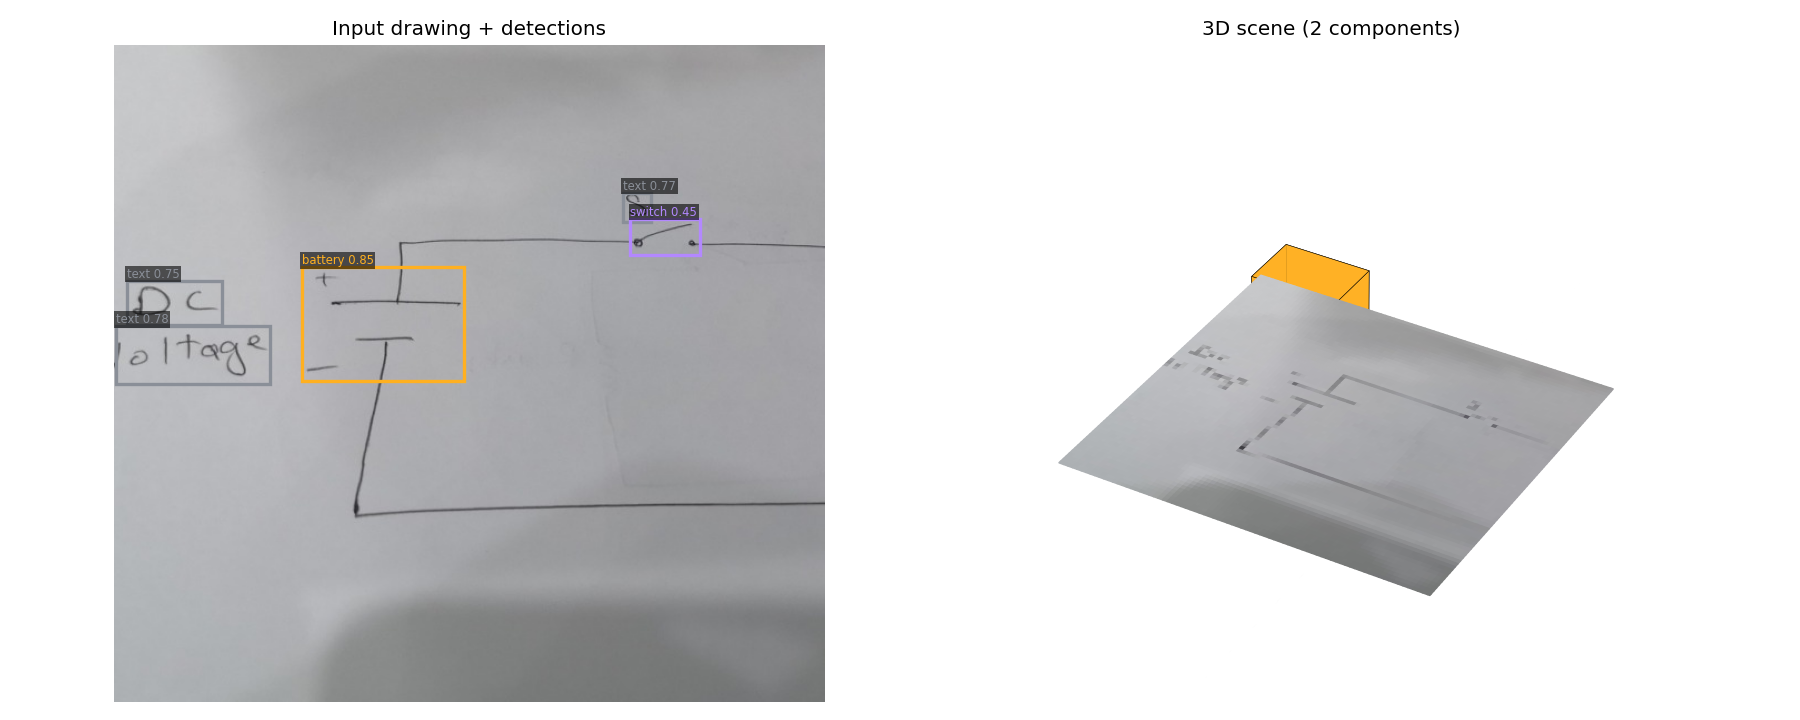 Input drawing + detections
3D scene (2 components)
text 0.77
switch 0.45
battery 0.85
+
text 0.75
DC
text 0.78
oltage
-